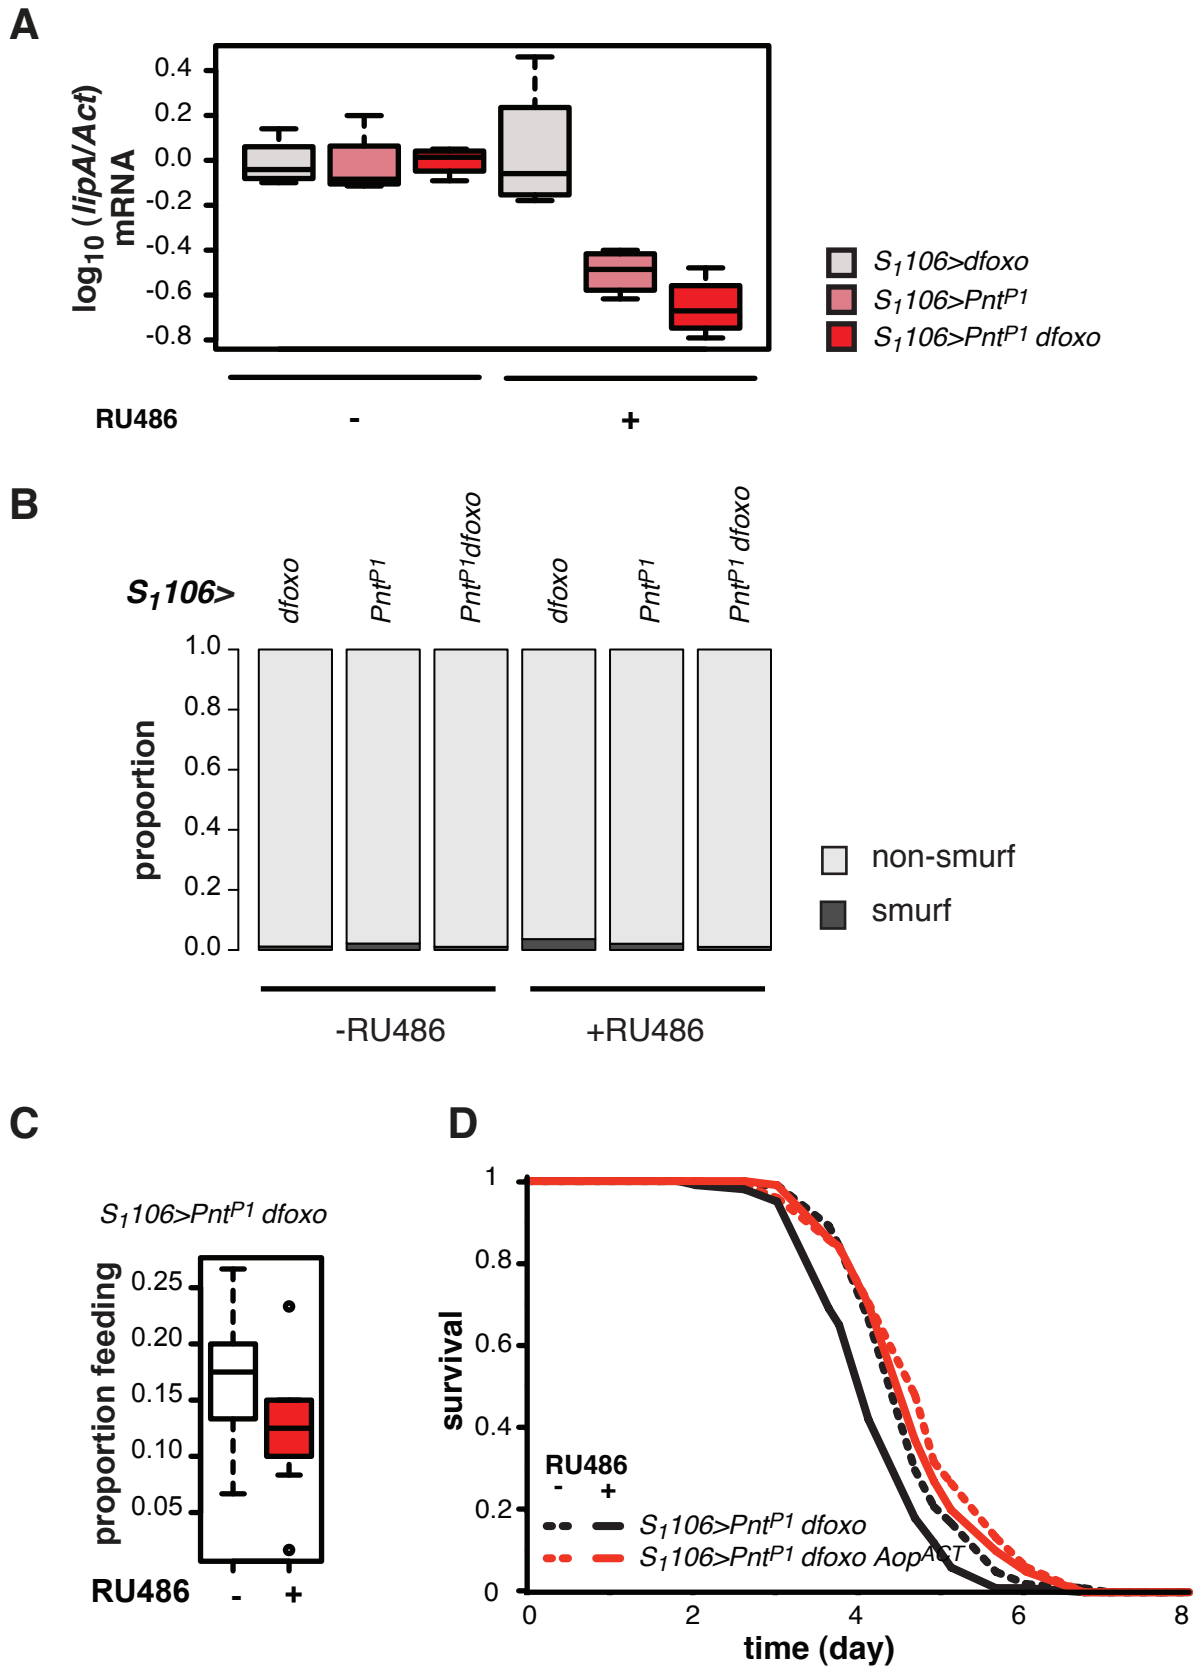 A
log10 (lipA/Act)
mRNA
0.4
0.2
0.0
-0.2
-0.4
-0.6
-0.8
S1106>dfoxo
S1106>PntP1
S1106>PntP1 dfoxo
RU486 - +
B
S1106>
dfoxo
PntP1
PntP1dfoxo
dfoxo
PntP1
PntP1 dfoxo
proportion
1.0
0.8
0.6
0.4
0.2
0.0
non-smurf
smurf
-RU486 +RU486
C
S1106>PntP1 dfoxo
proportion feeding
0.25
0.20
0.15
0.10
0.05
RU486 - +
D
survival
1
0.8
0.6
0.4
0.2
0
RU486
- +
S1106>PntP1 dfoxo
S1106>PntP1 dfoxo AopACT
0 2 4 6 8
time (day)